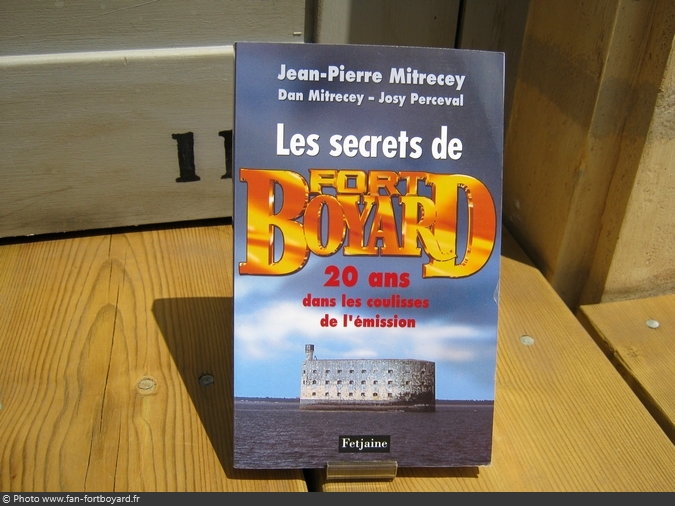 Jean-Pierre Mitrecey
Dan Mitrecey – Josy Perceval
Les secrets de
FORT
BOYARD
20 ans
dans les coulisses
de l'émission
Fetjaine
© Photo www.fan-fortboyard.fr